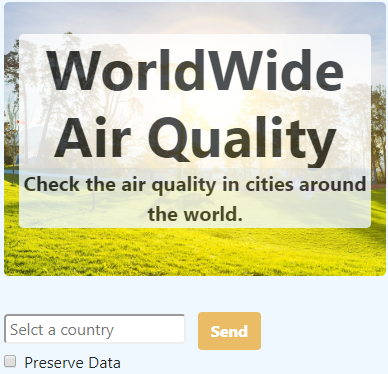 WorldWide
Air Quality
Check the air quality in cities around
the world.
Selct a country
Send
Preserve Data